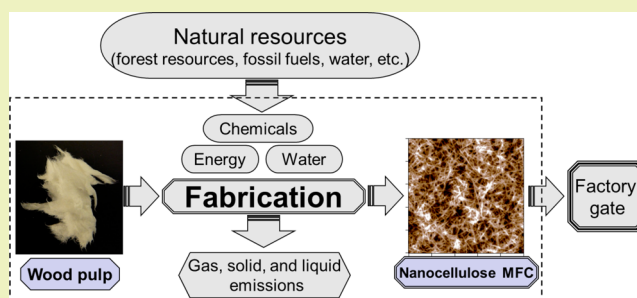 Natural resources
(forest resources, fossil fuels, water, etc.)
Chemicals
Energy
Water
Fabrication
Factory
gate
Wood pulp
Gas, solid, and liquid
emissions
Nanocellulose MFC